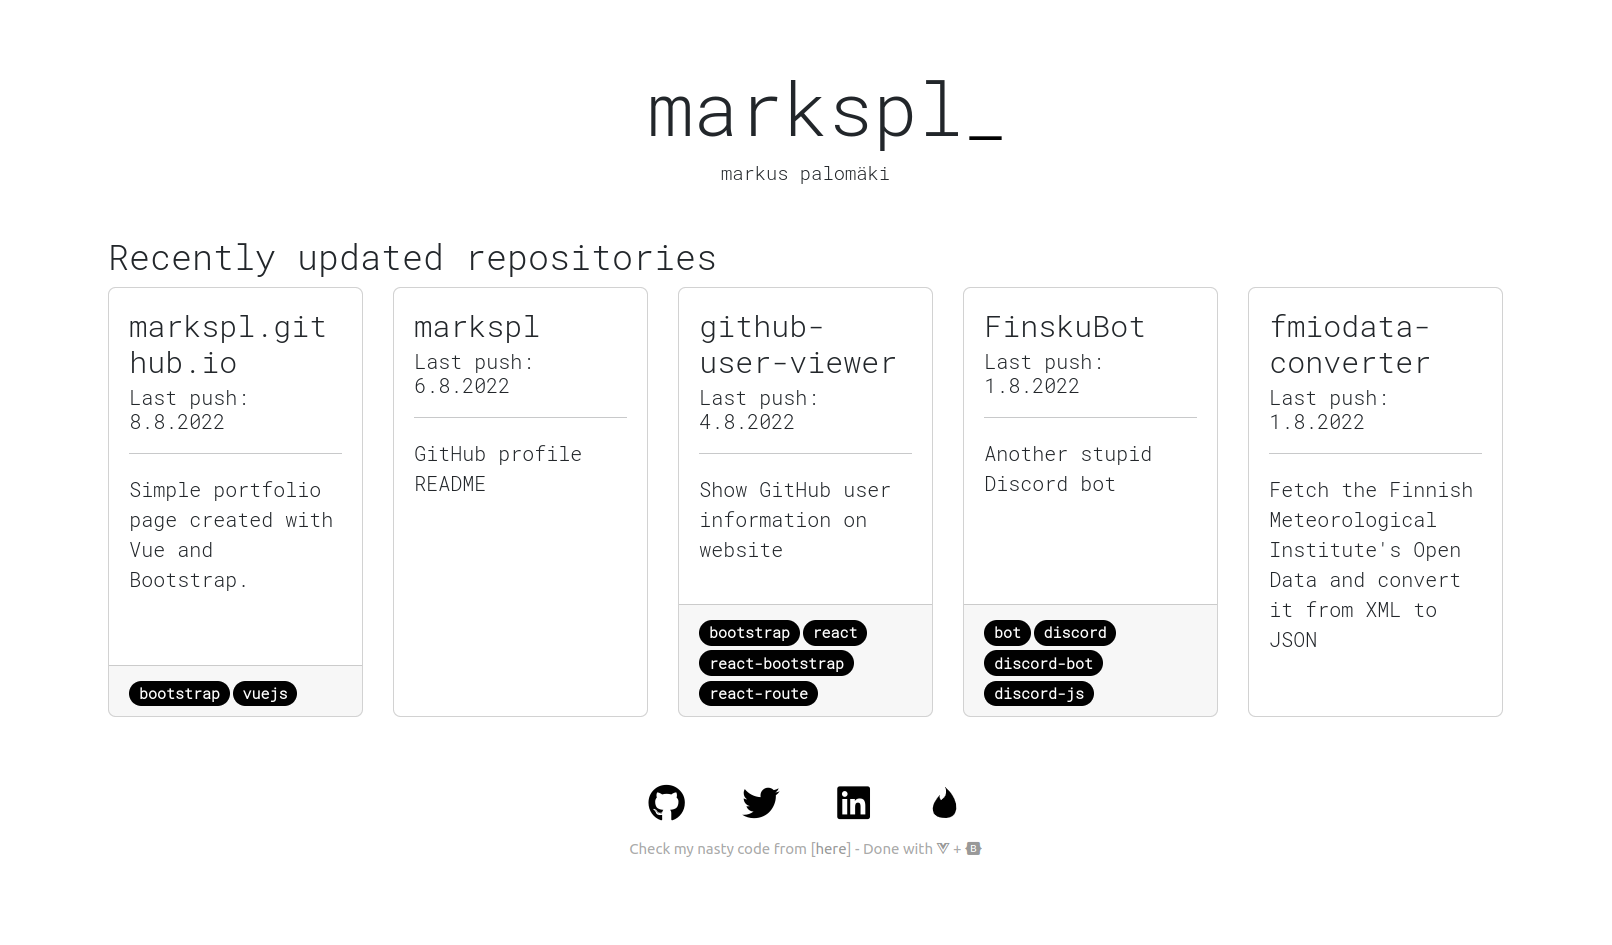 markspl_
markus palomäki
Recently updated repositories
markspl.git
hub.io
Last push:
8.8.2022
Simple portfolio
page created with
Vue and
Bootstrap.
bootstrap vuejs
markspl
Last push:
6.8.2022
GitHub profile
README
github-
user-viewer
Last push:
4.8.2022
Show GitHub user
information on
website
bootstrap react
react-bootstrap
react-route
FinskuBot
Last push:
1.8.2022
Another stupid
Discord bot
bot discord
discord-bot
discord-js
fmiodata-
converter
Last push:
1.8.2022
Fetch the Finnish
Meteorological
Institute's Open
Data and convert
it from XML to
JSON
in
Check my nasty code from [here] - Done with + B